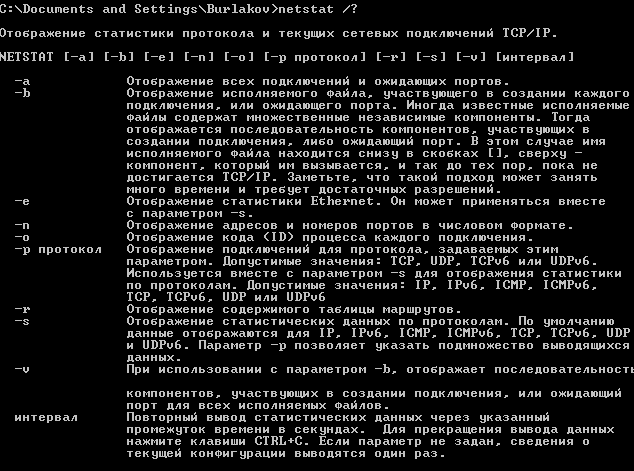 C:\Documents and Settings\Burlakov>netstat /?
Отображение статистики протокола и текущих сетевых подключений TCP/IP.
NETSTAT [-a] [-b] [-e] [-n] [-o] [-p протокол] [-r] [-s] [-v] [интервал]
-a Отображение всех подключений и ожидающих портов.
-b Отображение исполняемого файла, участвующего в создании каждого
подключения, или ожидающего порта. Иногда известные исполняемые
файлы содержат множественные независимые компоненты. Тогда
отображается последовательность компонентов, участвующих в
создании подключения, либо ожидающий порт. В этом случае имя
исполняемого файла находится снизу в скобках [], сверху -
компонент, который им вызывается, и так до тех пор, пока не
достигается TCP/IP. Заметьте, что такой подход может занять
много времени и требует достаточных разрешений.
-e Отображение статистики Ethernet. Он может применяться вместе
с параметром -s.
-n Отображение адресов и номеров портов в числовом формате.
-o Отображение кода (ID) процесса каждого подключения.
-p протокол Отображение подключений для протокола, задаваемых этим
параметром. Допустимые значения: TCP, UDP, TCPv6 или UDPv6.
Используется вместе с параметром -s для отображения статистики
по протоколам. Допустимые значения: IP, IPv6, ICMP, ICMPv6,
TCP, TCPv6, UDP или UDPv6
-r Отображение содержимого таблицы маршрутов.
-s Отображение статистических данных по протоколам. По умолчанию
данные отображаются для IP, IPv6, ICMP, ICMPv6, TCP, TCPv6, UDP
и UDPv6. Параметр -p позволяет указать подмножество выводящихся
данных.
-v При использовании с параметром -b, отображает последовательность
компонентов, участвующих в создании подключения, или ожидающий
порт для всех исполняемых файлов.
интервал Повторный вывод статистических данных через указанный
промежуток времени в секундах. Для прекращения вывода данных
нажмите клавиши CTRL+C. Если параметр не задан, сведения о
текущей конфигурации выводятся один раз.